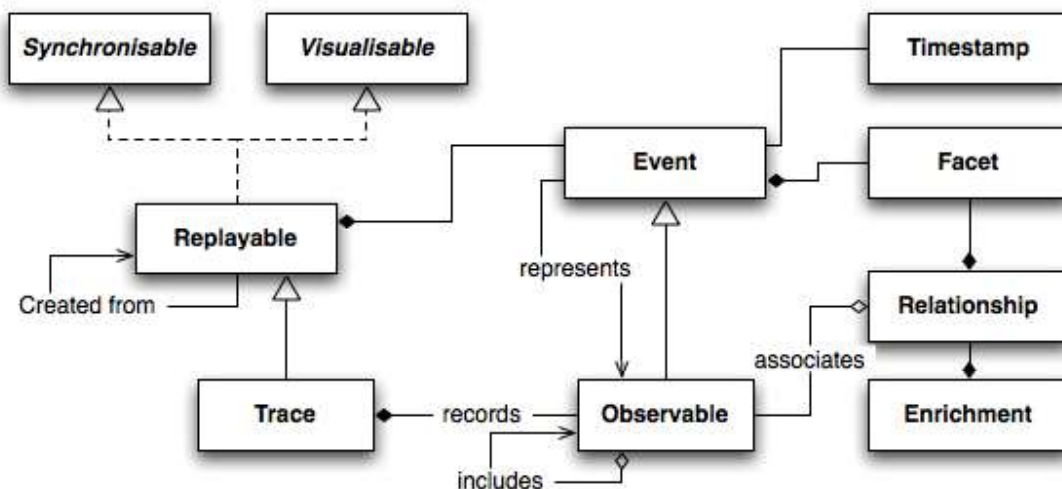 Synchronisable
Visualisable
Timestamp
Event
Facet
Replayable
represents
Created from
Relationship
associates
Trace
records
Observable
Enrichment
includes